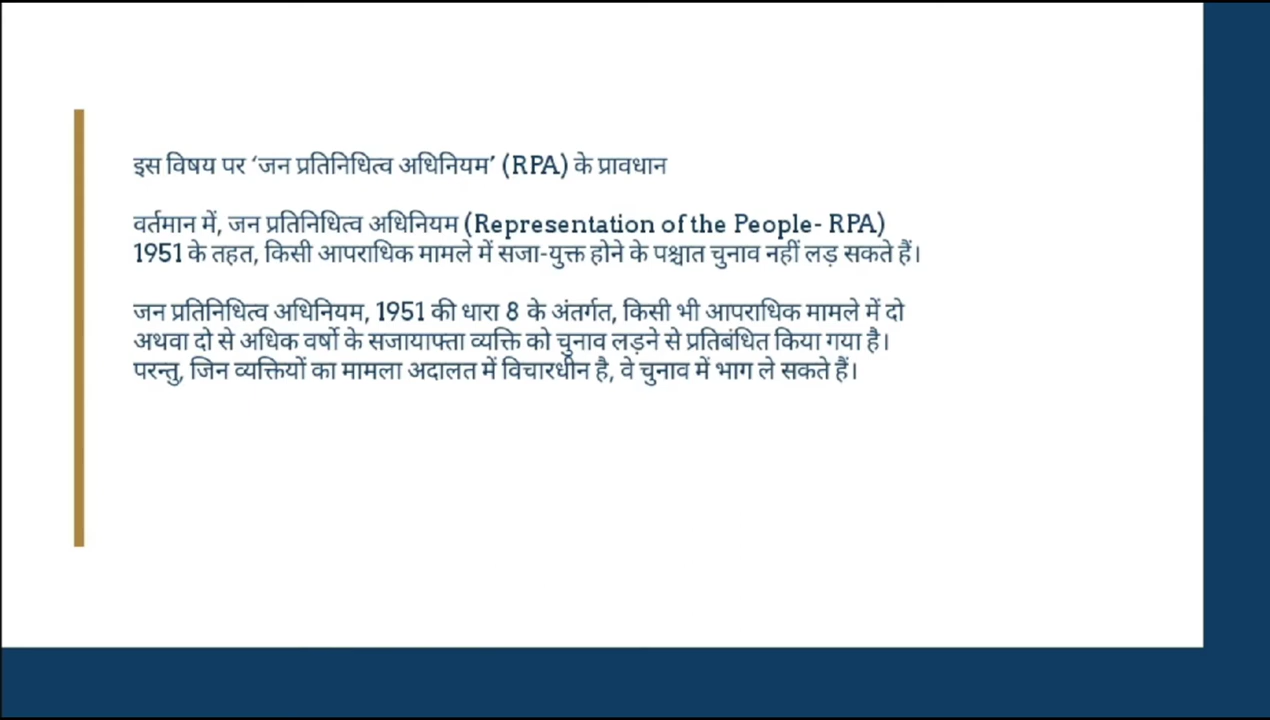 इस विषय पर ‘जन प्रतिनिधित्व अधिनियम’ (RPA) के प्रावधान
वर्तमान में, जन प्रतिनिधित्व अधिनियम (Representation of the People- RPA)
1951 के तहत, किसी आपराधिक मामले में सजा-युक्त होने के पश्चात चुनाव नहीं लड़ सकते हैं।
जन प्रतिनिधित्व अधिनियम, 1951 की धारा 8 के अंतर्गत, किसी भी आपराधिक मामले में दो
अथवा दो से अधिक वर्षो के सजायाफ्ता व्यक्ति को चुनाव लड़ने से प्रतिबंधित किया गया है।
परन्तु, जिन व्यक्तियों का मामला अदालत में विचारधीन है, वे चुनाव में भाग ले सकते हैं।